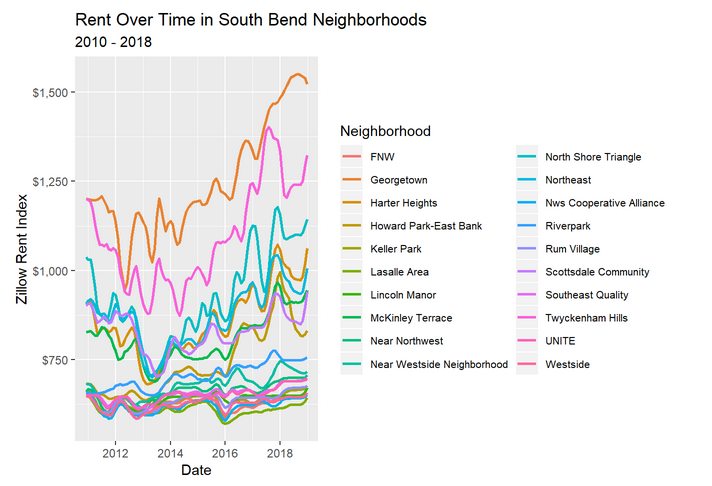 Rent Over Time in South Bend Neighborhoods
2010 - 2018
$1,500
$1,250
$1,000
$750
Zillow Rent Index
2012 2014 2016 2018
Date
Neighborhood
FNW
Georgetown
Harter Heights
Howard Park-East Bank
Keller Park
Lasalle Area
Lincoln Manor
McKinley Terrace
Near Northwest
Near Westside Neighborhood
North Shore Triangle
Northeast
Nws Cooperative Alliance
Riverpark
Rum Village
Scottsdale Community
Southeast Quality
Twyckenham Hills
UNITE
Westside